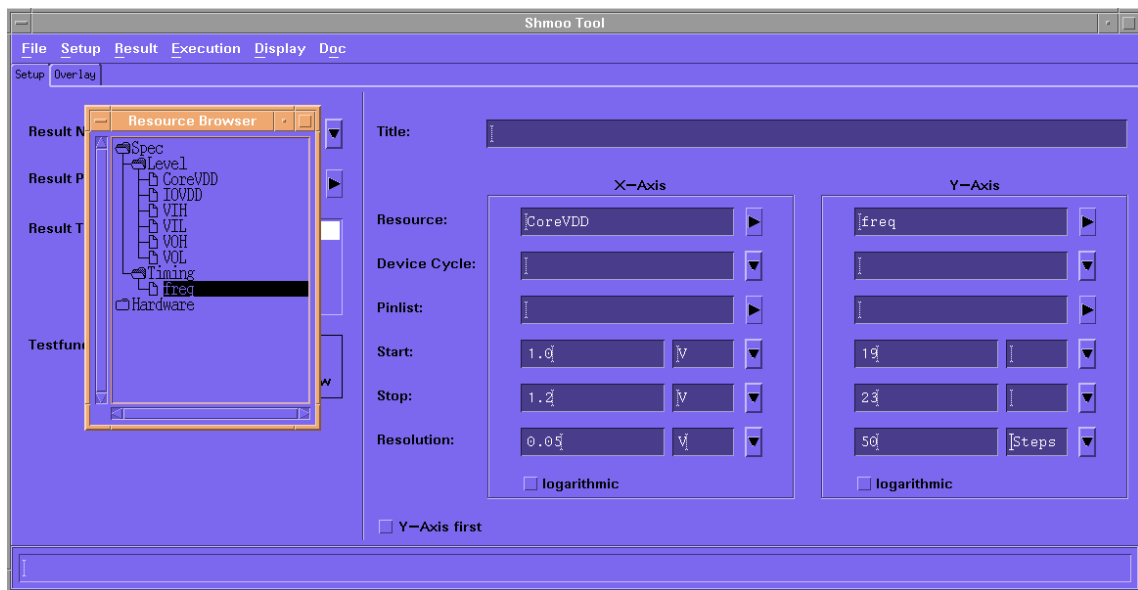 Shmoo Tool
File Setup Result Execution Display Doc
Setup Overlay
Resource Browser
Result N
Result P
Result T
Testfun
w
Spec
Level
CoreVDD
IOVDD
VIH
VIL
VOH
VOL
Timing
freq
Hardware
Title:
X-Axis Y-Axis
Resource: CoreVDD freq
Device Cycle:
Pinlist:
Start: 1.0 V 19
Stop: 1.2 V 23
Resolution: 0.05 V 50 Steps
logarithmic logarithmic
Y-Axis first